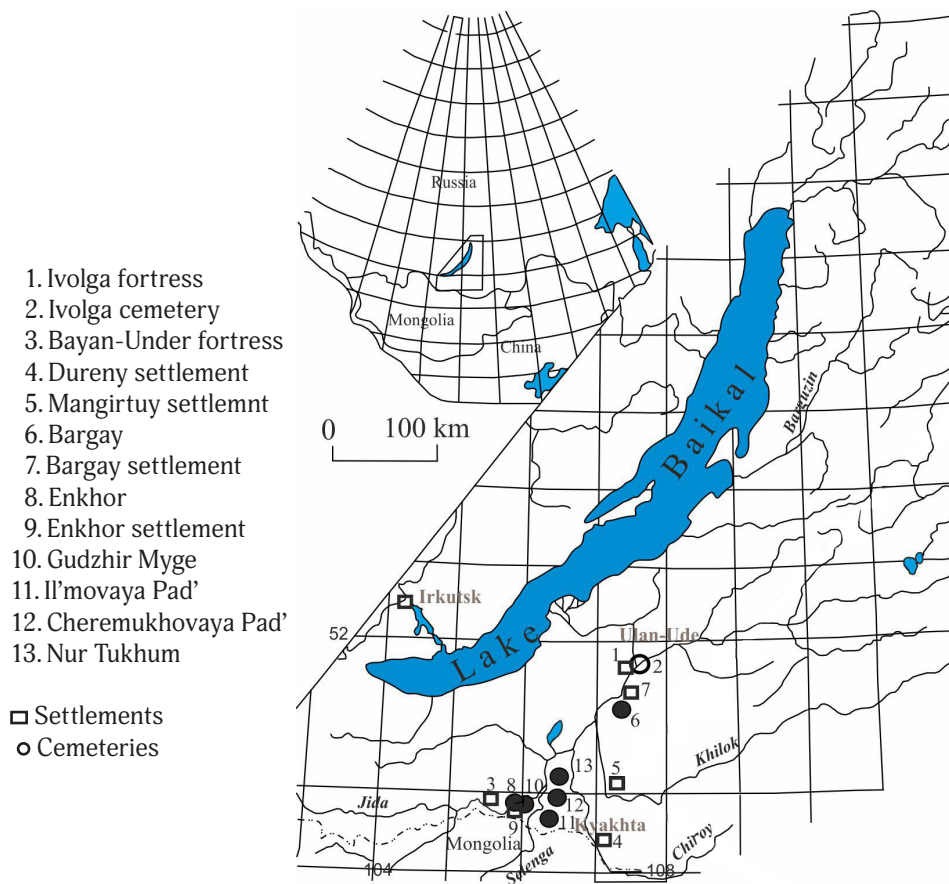 1. Ivolga fortress
2. Ivolga cemetery
3. Bayan-Under fortress
4. Dureny settlement
5. Mangirtuy settlemnt
6. Bargay
7. Bargay settlement
8. Enkhor
9. Enkhor settlement
10. Gudzhir Myge
11. Il'movaya Pad'
12. Cheremukhovaya Pad'
13. Nur Tukhum
Settlements
Cemeteries
Russia
Mongolia
China
0 100 km
Lake Baikal
Barguzin
Irkutsk
52
Ulan-Ude
1
2
7
6
Khilok
5
13
3
8
10
12
Jida
9
11
Kyakhta
Mongolia
4
Selenga
Chiroy
104
108